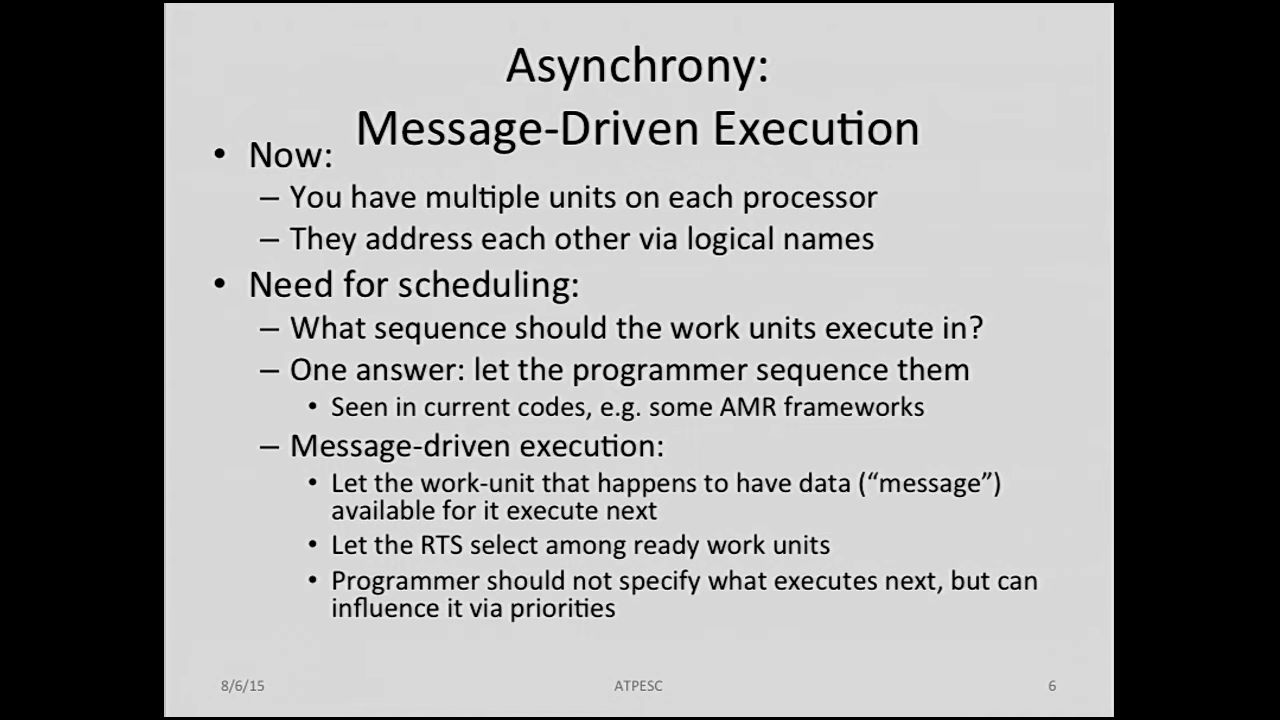 Asynchrony:
Message-Driven Execution
• Now:
– You have multiple units on each processor
– They address each other via logical names
• Need for scheduling:
– What sequence should the work units execute in?
– One answer: let the programmer sequence them
• Seen in current codes, e.g. some AMR frameworks
– Message-driven execution:
• Let the work-unit that happens to have data (“message”)
available for it execute next
• Let the RTS select among ready work units
• Programmer should not specify what executes next, but can
influence it via priorities
8/6/15 ATPESC 6